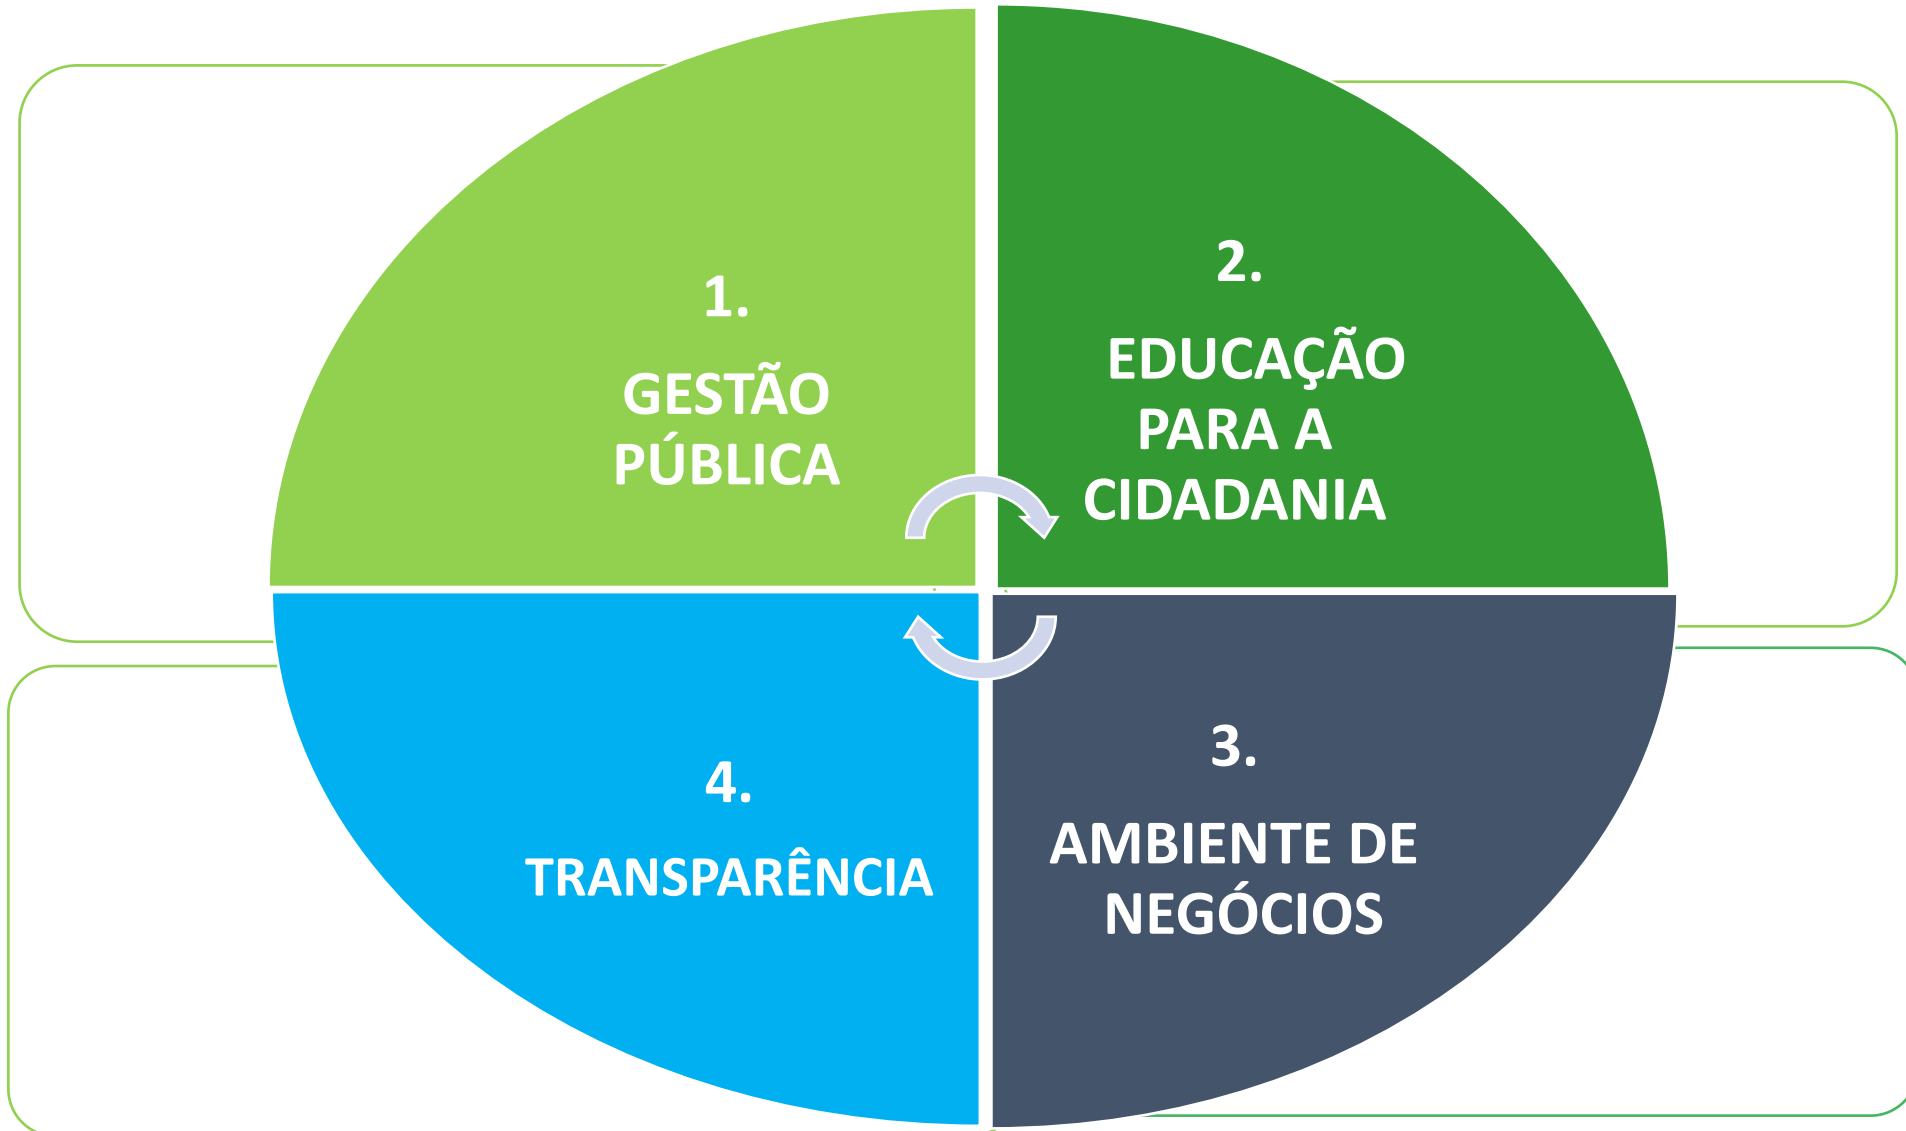 1.
GESTÃO
PÚBLICA
2.
EDUCAÇÃO
PARA A
CIDADANIA
3.
AMBIENTE DE
NEGÓCIOS
4.
TRANSPARÊNCIA